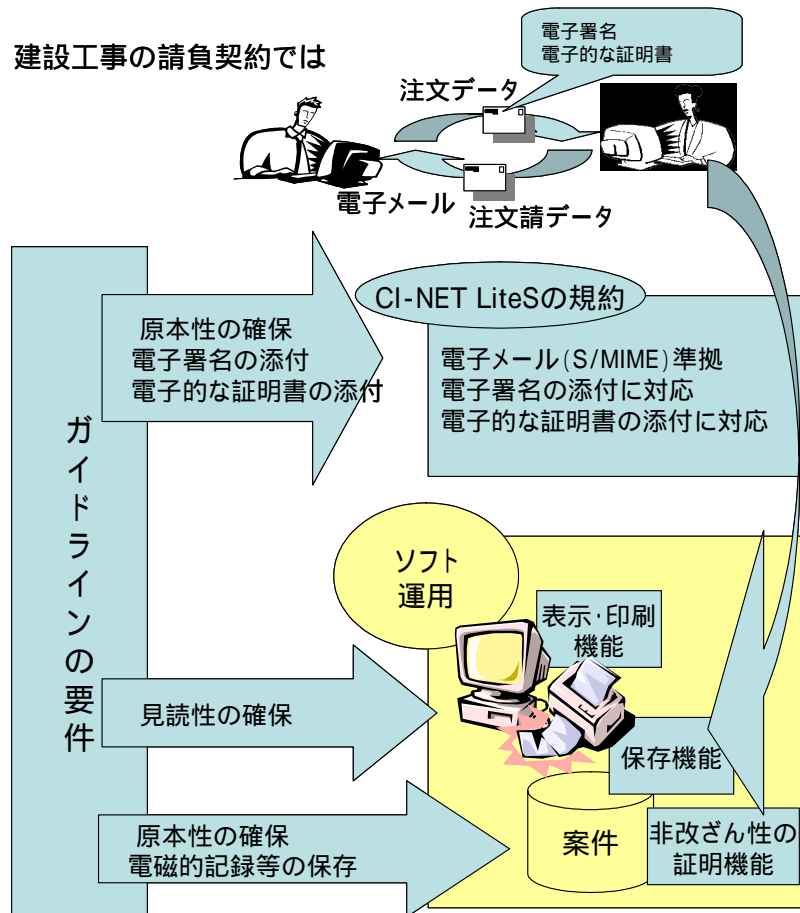 電子署名
電子的な証明書
建設工事の請負契約では
注文データ
電子メール
注文請データ
CI-NET LiteSの規約
原本性の確保
電子署名の添付
電子的な証明書の添付
電子メール(S/MIME)準拠
電子署名の添付に対応
電子的な証明書の添付に対応
ガイドラインの要件
ソフト
運用
表示・印刷
機能
見読性の確保
保存機能
原本性の確保
電磁的記録等の保存
案件
非改ざん性の
証明機能